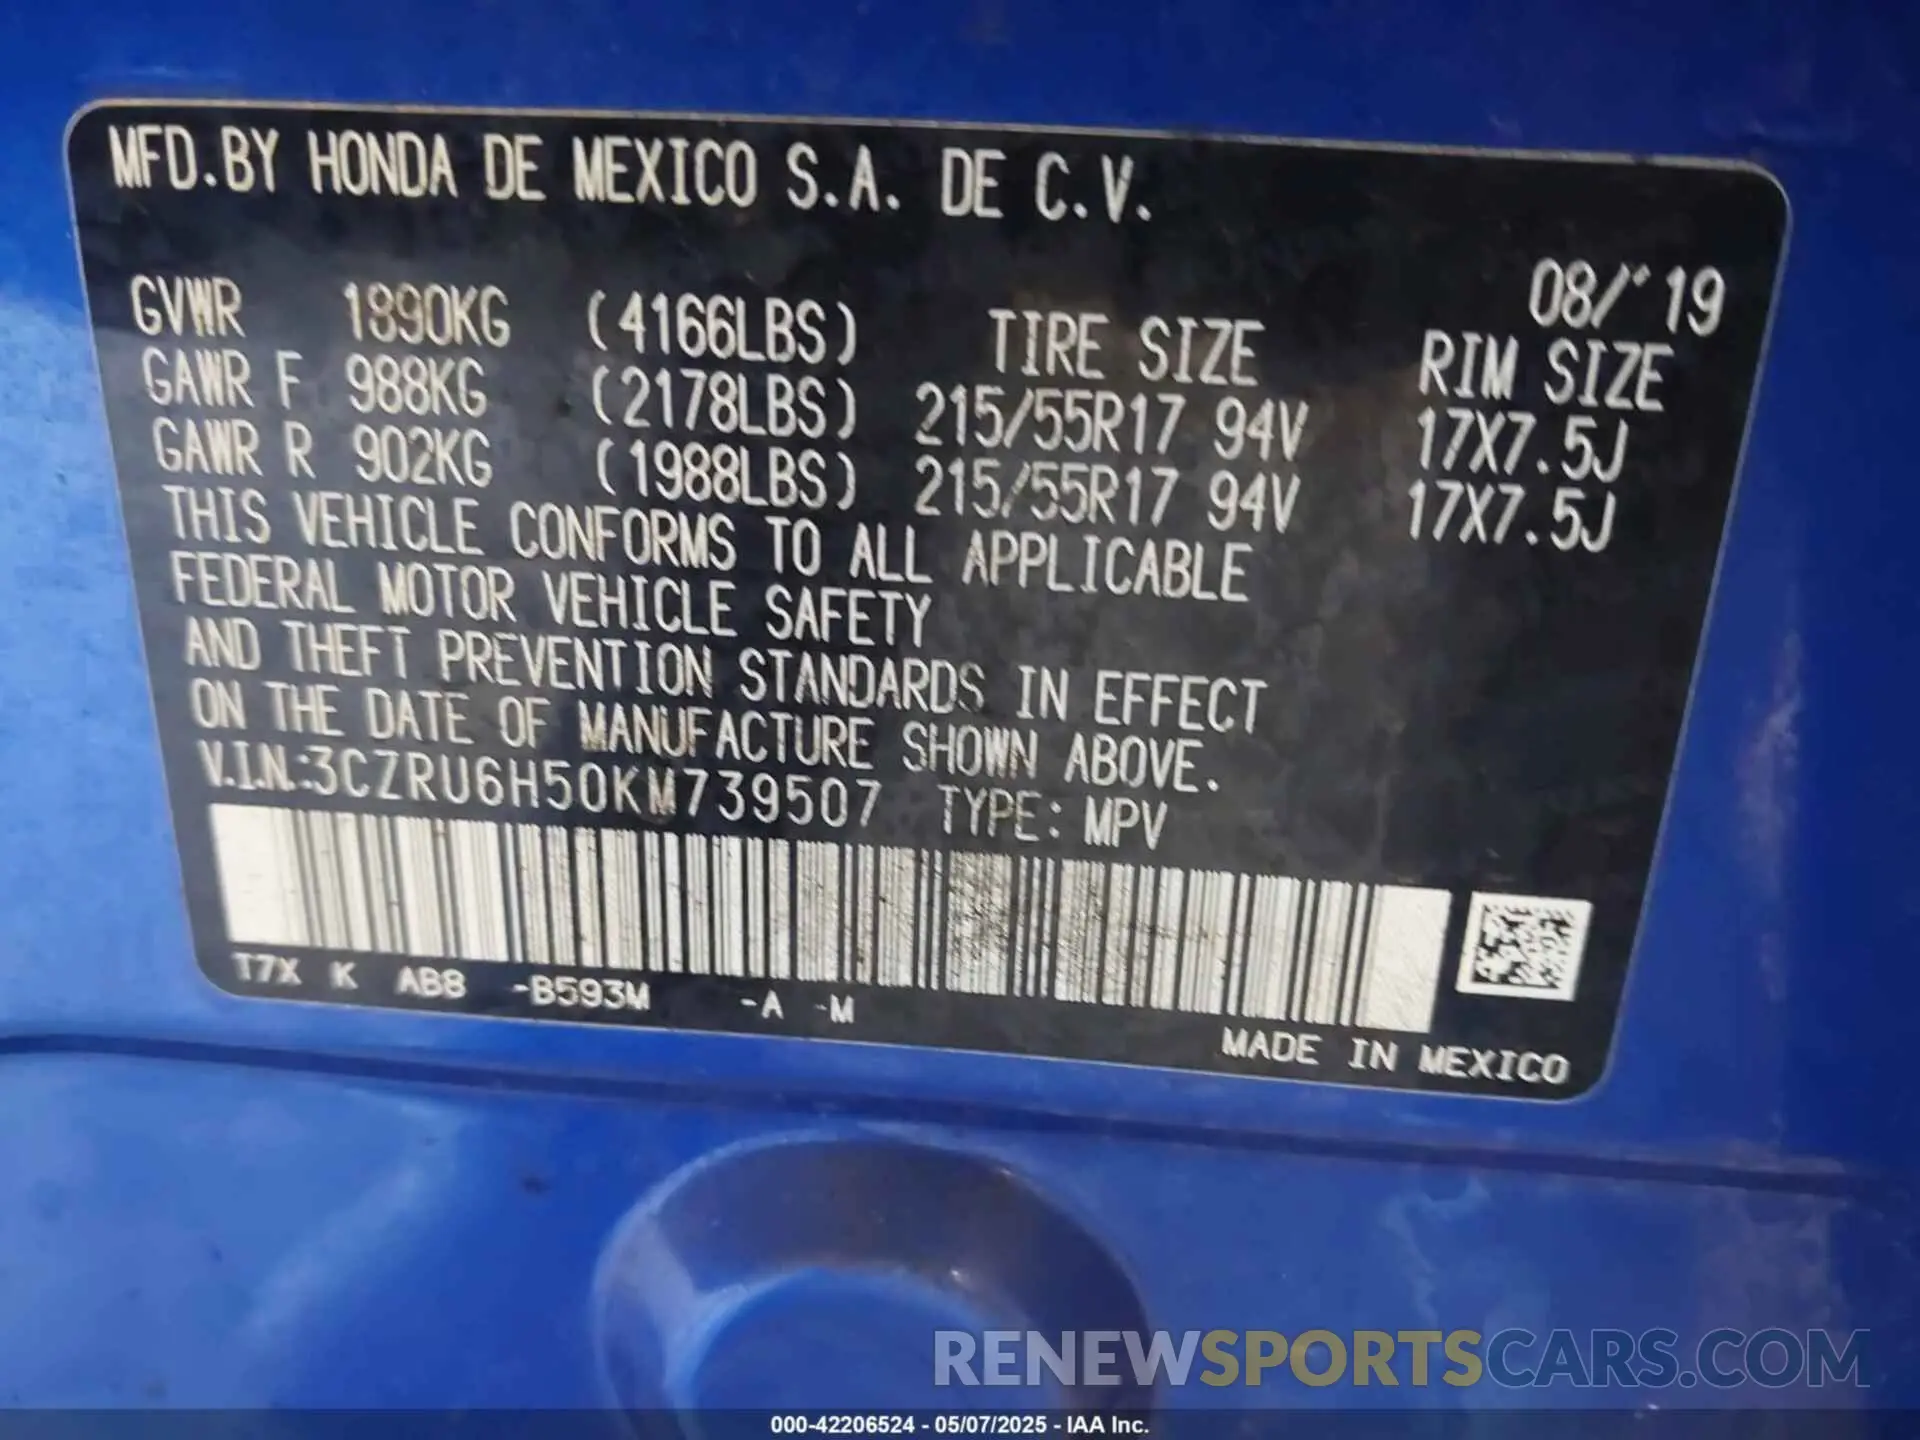 MFD.BY HONDA DE MEXICO S.A. DE C.V.
08/'19
GVWR 1890KG (4166LBS) TIRE SIZE RIM SIZE
GAWR F 988KG (2178LBS) 215/55R17 94V 17X7.5J
GAWR R 902KG (1988LBS) 215/55R17 94V 17X7.5J
THIS VEHICLE CONFORMS TO ALL APPLICABLE
FEDERAL MOTOR VEHICLE SAFETY
AND THEFT PREVENTION STANDARDS IN EFFECT
ON THE DATE OF MANUFACTURE SHOWN ABOVE.
V.I.N.:3CZRU6H50KM739507 TYPE: MPV
T7X K AB8 -B593M -A -M
MADE IN MEXICO
RENEWSPORTSCARS.COM
000-42206524 - 05/07/2025 - IAA Inc.